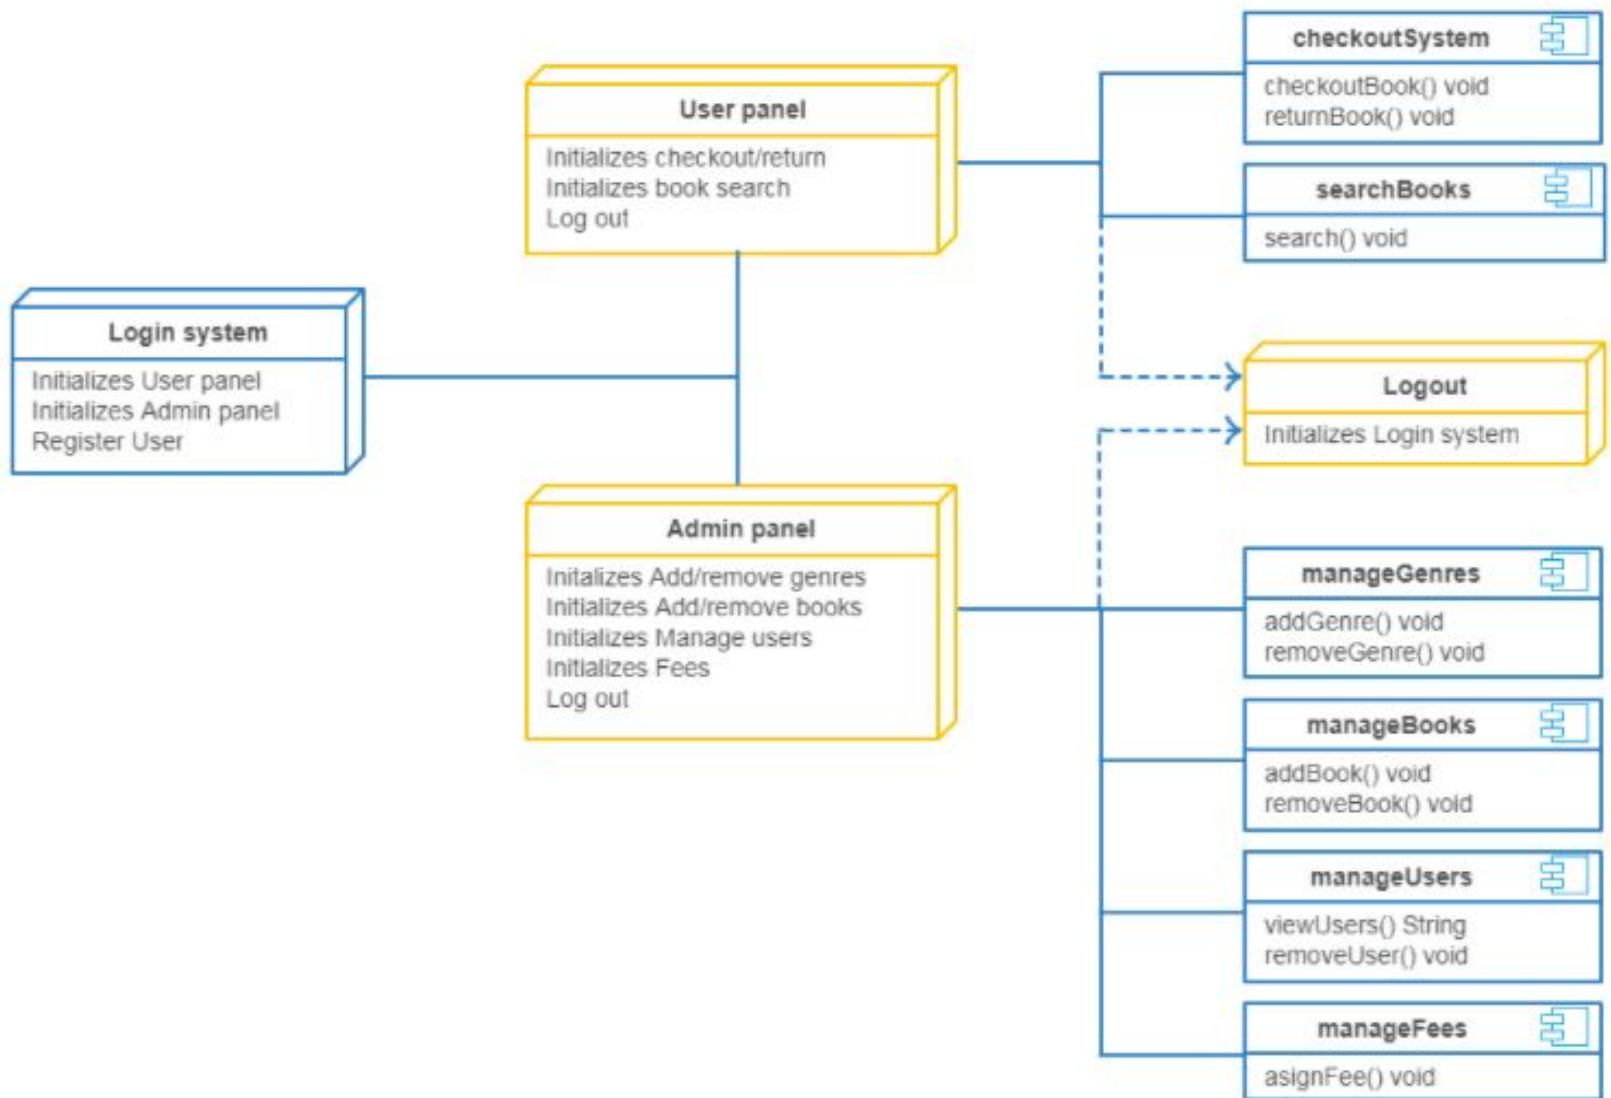 checkoutSystem
checkoutBook() void
returnBook() void
User panel
Initializes checkout/return
Initializes book search
Log out
searchBooks
search() void
Login system
Initializes User panel
Initializes Admin panel
Register User
Logout
Initializes Login system
Admin panel
Initalizes Add/remove genres
Initializes Add/remove books
Initializes Manage users
Initializes Fees
Log out
manageGenres
addGenre() void
removeGenre() void
manageBooks
addBook() void
removeBook() void
manageUsers
viewUsers() String
removeUser() void
manageFees
asignFee() void